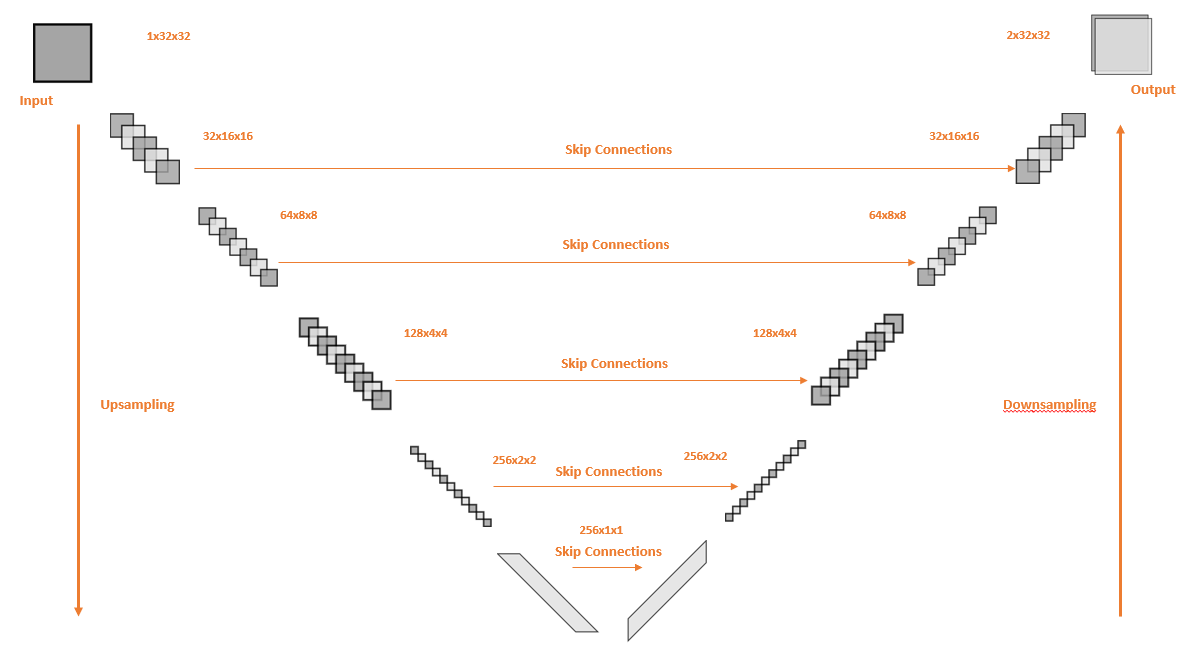 1x32x32
2x32x32
Input
Output
32x16x16
Skip Connections
32x16x16
64x8x8
Skip Connections
64x8x8
128x4x4
Skip Connections
128x4x4
Upsampling
Downsampling
256x2x2
Skip Connections
256x2x2
256x1x1
Skip Connections